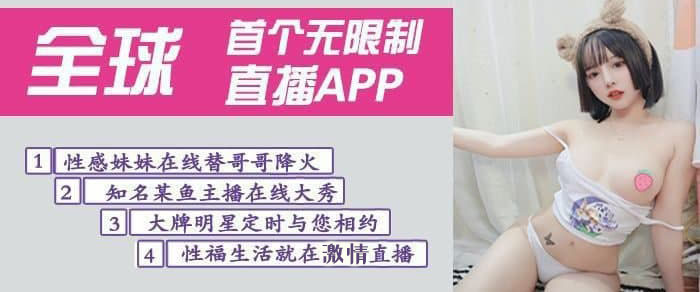 全球
首个无限制
直播APP
1 性感妹妹在线替哥哥降火
2 知名某鱼主播在线大秀
3 大牌明星定时与您相约
4 性福生活就在激情直播